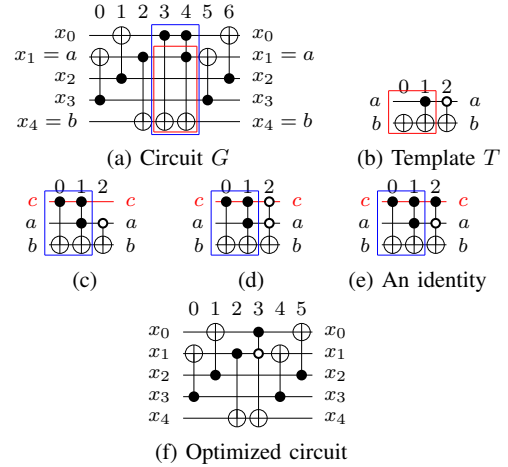 0 1 2 3 4 5 6
x₀ x₀
x₁ = a x₁ = a
x₂ x₂
x₃ x₃
x₄ = b x₄ = b
(a) Circuit G
0 1 2
a a
b b
(b) Template T
0 1 2
c c
a a
b b
(c)
0 1 2
c c
a a
b b
(d)
0 1 2
c c
a a
b b
(e) An identity
0 1 2 3 4 5
x₀ x₀
x₁ x₁
x₂ x₂
x₃ x₃
x₄ x₄
(f) Optimized circuit